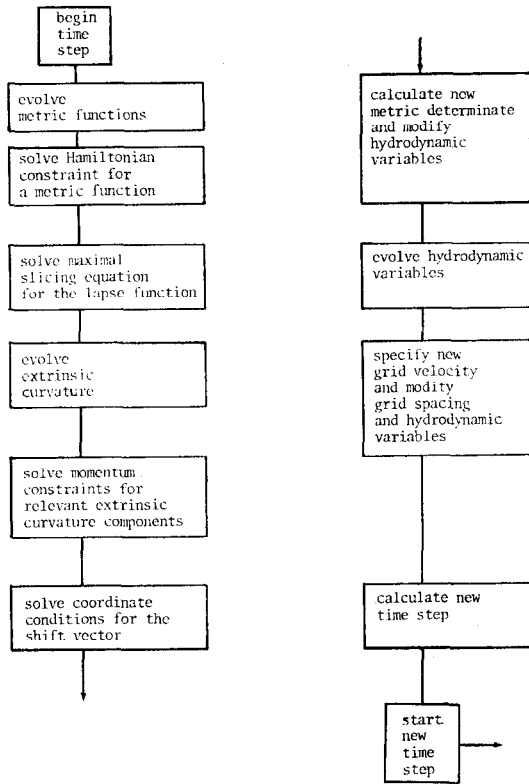 begin
time
step
evolve
metric functions
solve Hamiltonian
constraint for
a metric function
solve maximal
slicing equation
for the lapse function
evolve
extrinsic
curvature
solve momentum
constraints for
relevant extrinsic
curvature components
solve coordinate
conditions for the
shift vector
calculate new
metric determinate
and modify
hydrodynamic
variables
evolve hydrodynamic
variables
specify new
grid velocity
and modity
grid spacing
and hydrodynamic
variables
calculate new
time step
start
new
time
step